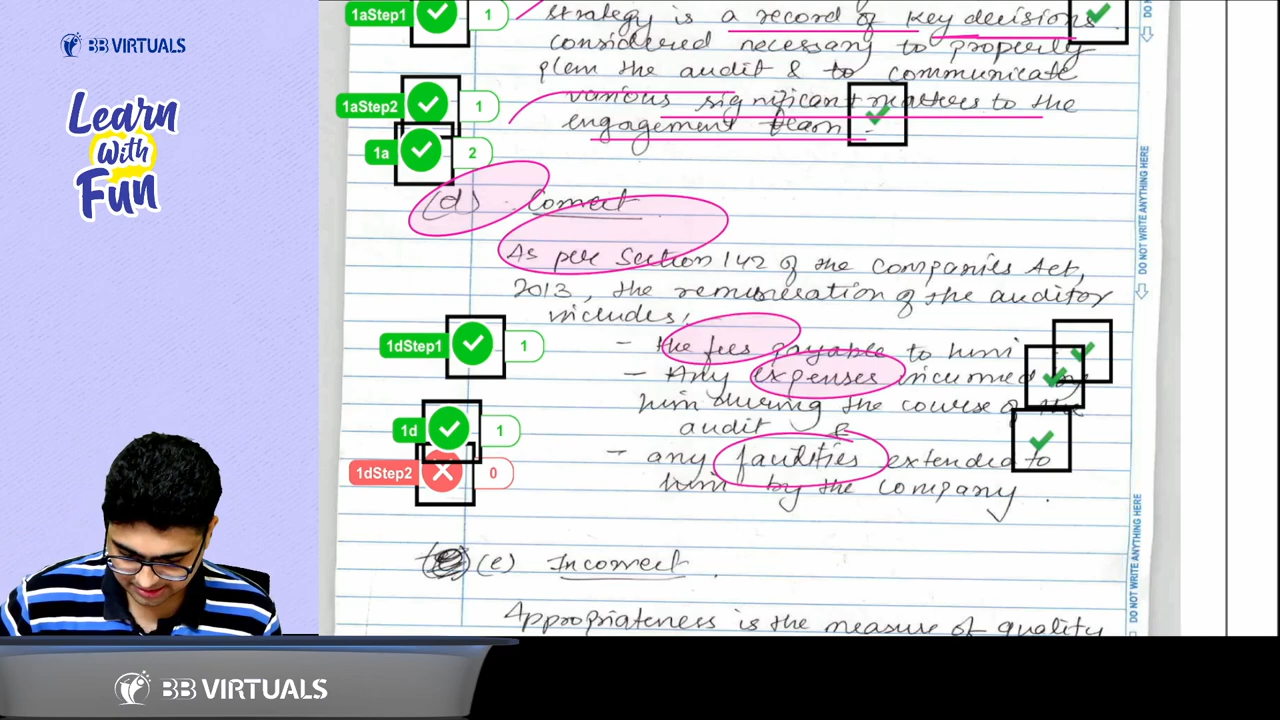 BB VIRTUALS
Learn
With
Fun
1aStep1 1
strategy is a record of key decisions
considered necessary to properly
plan the audit & to communicate
1aStep2 1
various significant matters to the
engagement team.
1a 2
(d) Correct
As per Section 142 of the Companies Act,
2013, the remuneration of the auditor
includes,
1dStep1 1
- the fees payable to him
- Any expenses incurred by
him during the course of the
audit &
1d 1
- any facilities extended to
him by the company.
1dStep2 0
(e) Incorrect.
Appropriateness is the measure of quality
DO NOT WRITE ANYTHING HERE
DO NOT WRITE ANYTHING HERE
BB VIRTUALS